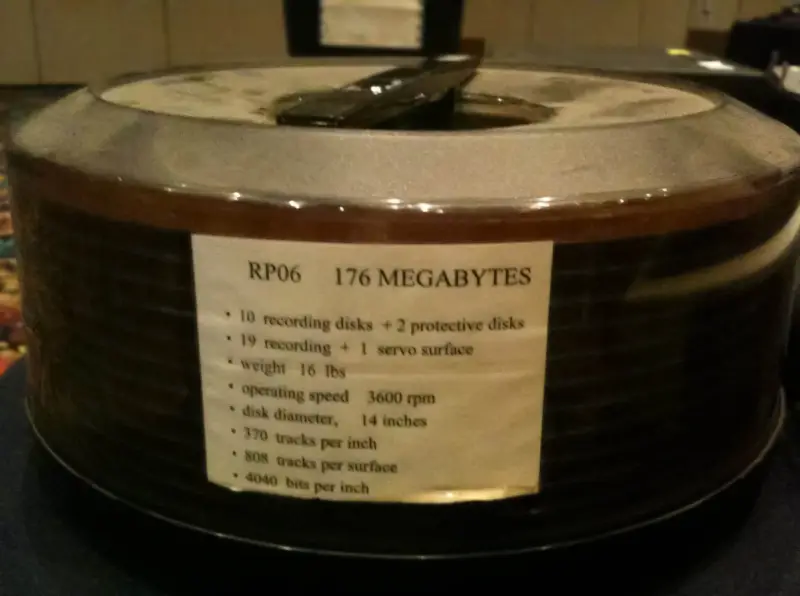 RP06 176 MEGABYTES
• 10 recording disks + 2 protective disks
• 19 recording + 1 servo surface
• weight 16 lbs
• operating speed 3600 rpm
• disk diameter, 14 inches
• 370 tracks per inch
• 808 tracks per surface
• 4040 bits per inch